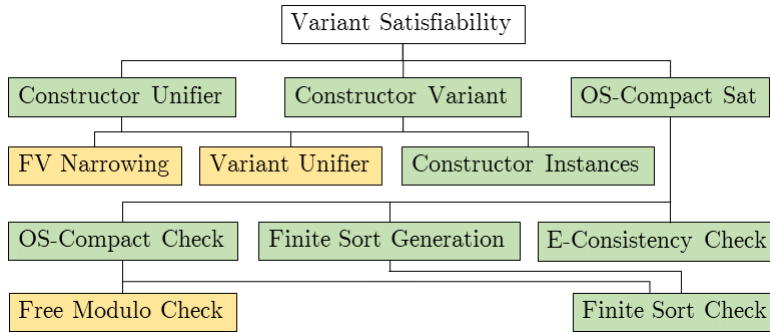 Variant Satisfiability
Constructor Unifier
Constructor Variant
OS-Compact Sat
FV Narrowing
Variant Unifier
Constructor Instances
OS-Compact Check
Finite Sort Generation
E-Consistency Check
Free Modulo Check
Finite Sort Check